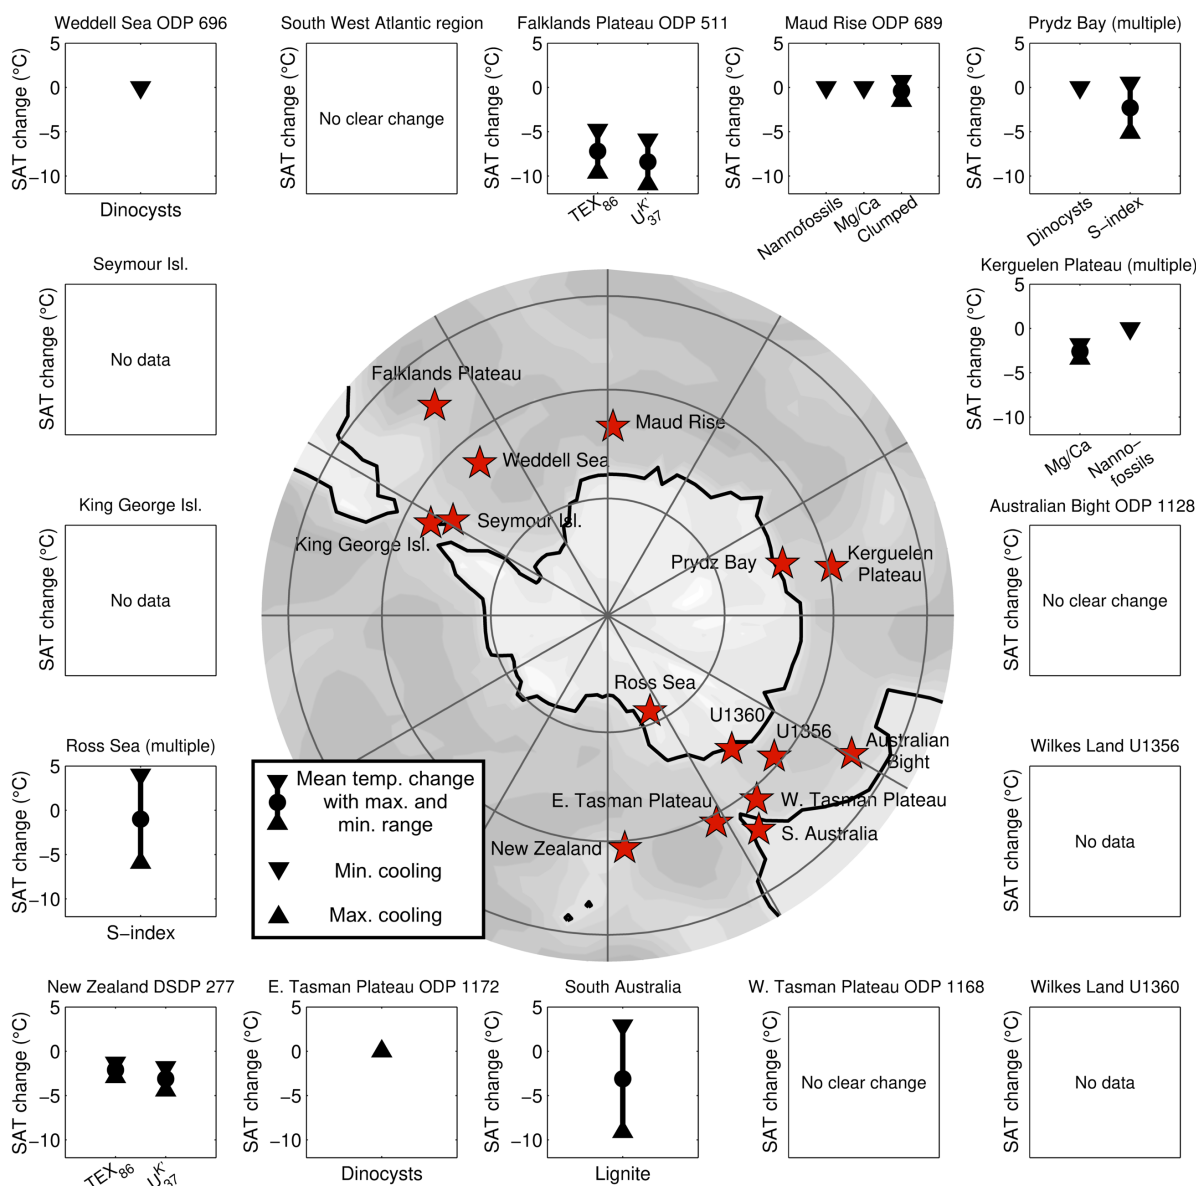 Weddell Sea ODP 696
SAT change (°C)
5
0
−5
−10
Dinocysts
South West Atlantic region
SAT change (°C)
No clear change
Falklands Plateau ODP 511
SAT change (°C)
5
0
−5
−10
TEX86
UK'37
Maud Rise ODP 689
SAT change (°C)
5
0
−5
−10
Nannofossils
Mg/Ca
Clumped
Prydz Bay (multiple)
SAT change (°C)
5
0
−5
−10
Dinocysts
S−index
Seymour Isl.
SAT change (°C)
No data
Kerguelen Plateau (multiple)
SAT change (°C)
5
0
−5
−10
Mg/Ca
Nanno−
fossils
King George Isl.
SAT change (°C)
No data
Australian Bight ODP 1128
SAT change (°C)
No clear change
Falklands Plateau
Maud Rise
Weddell Sea
Seymour Isl.
King George Isl.
Prydz Bay
Kerguelen
Plateau
Ross Sea
U1360
U1356
Australian
Bight
E. Tasman Plateau
W. Tasman Plateau
S. Australia
New Zealand
Ross Sea (multiple)
SAT change (°C)
5
0
−5
−10
S−index
Mean temp. change
with max. and
min. range
Min. cooling
Max. cooling
Wilkes Land U1356
SAT change (°C)
No data
New Zealand DSDP 277
SAT change (°C)
5
0
−5
−10
TEX86
UK'37
E. Tasman Plateau ODP 1172
SAT change (°C)
5
0
−5
−10
Dinocysts
South Australia
SAT change (°C)
5
0
−5
−10
Lignite
W. Tasman Plateau ODP 1168
SAT change (°C)
No clear change
Wilkes Land U1360
SAT change (°C)
No data